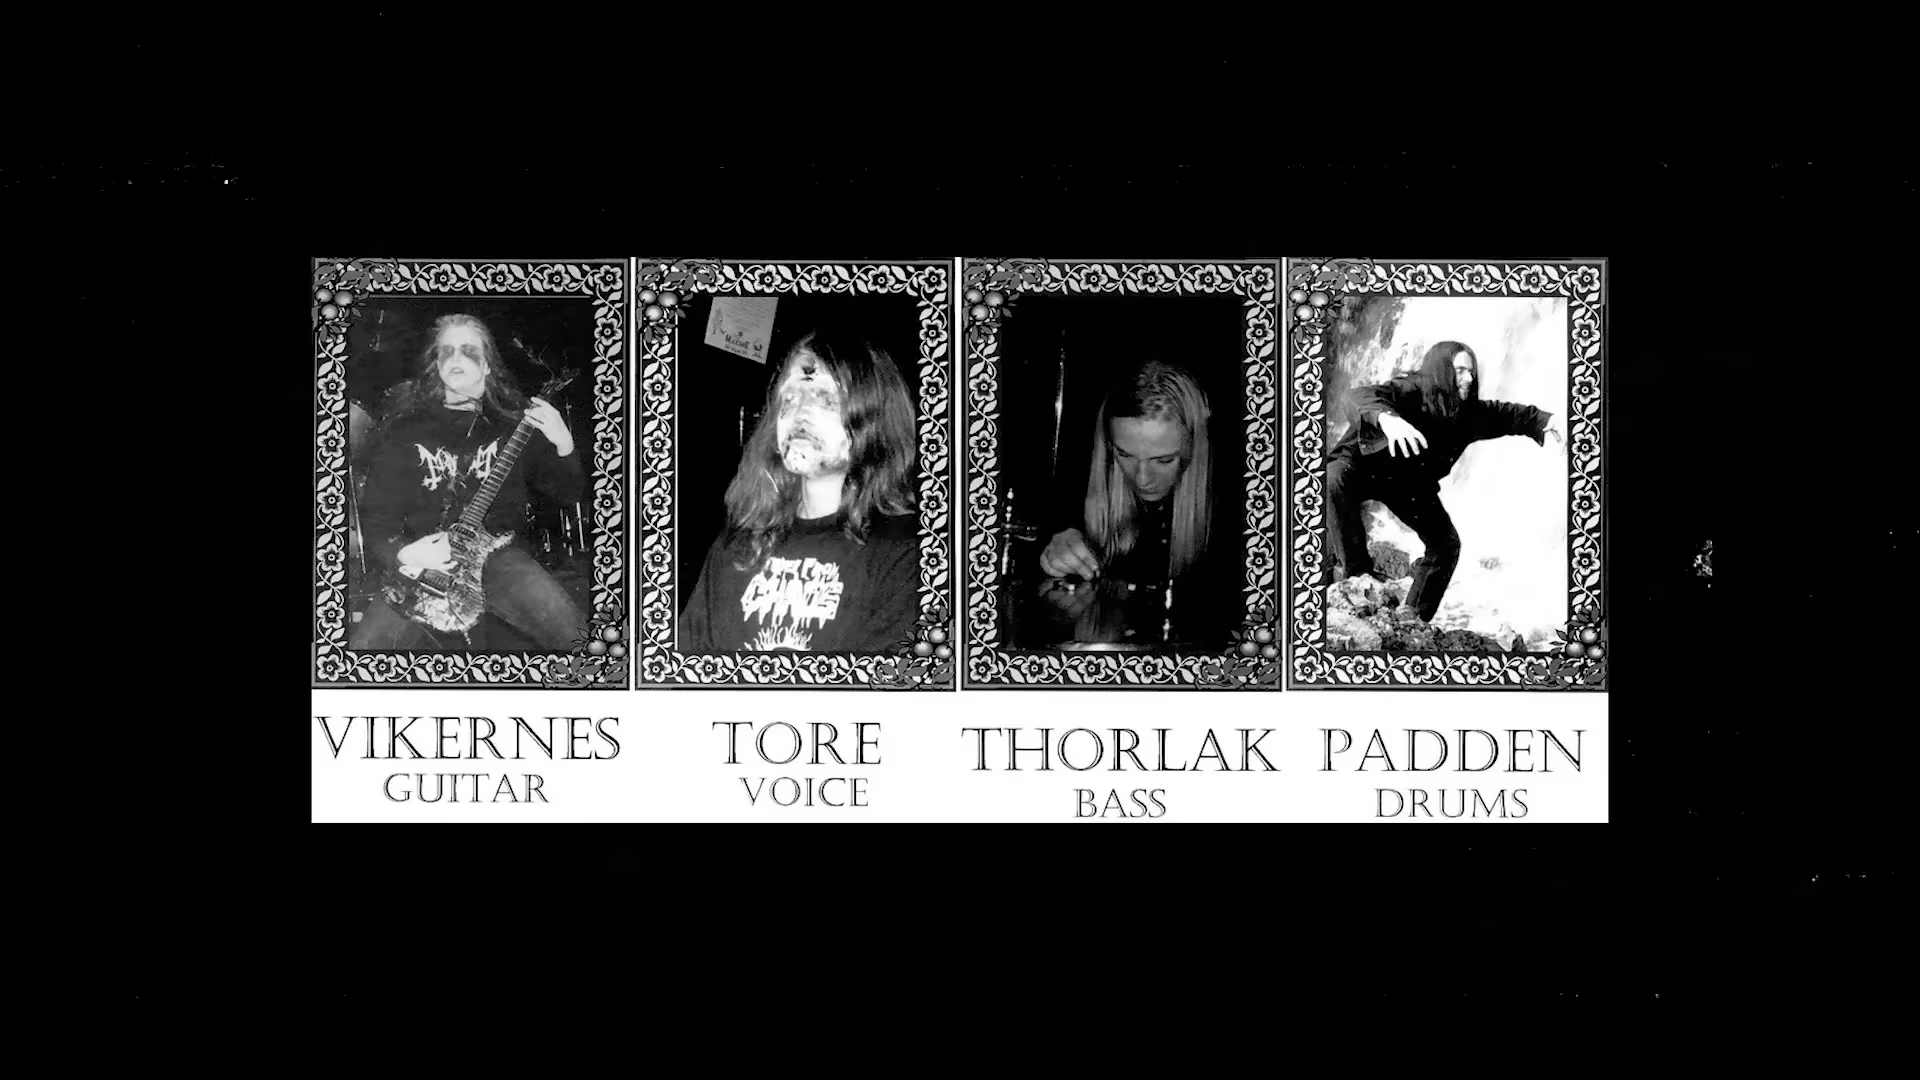 VIKERNES
GUITAR
TORE
VOICE
THORLAK
BASS
PADDEN
DRUMS